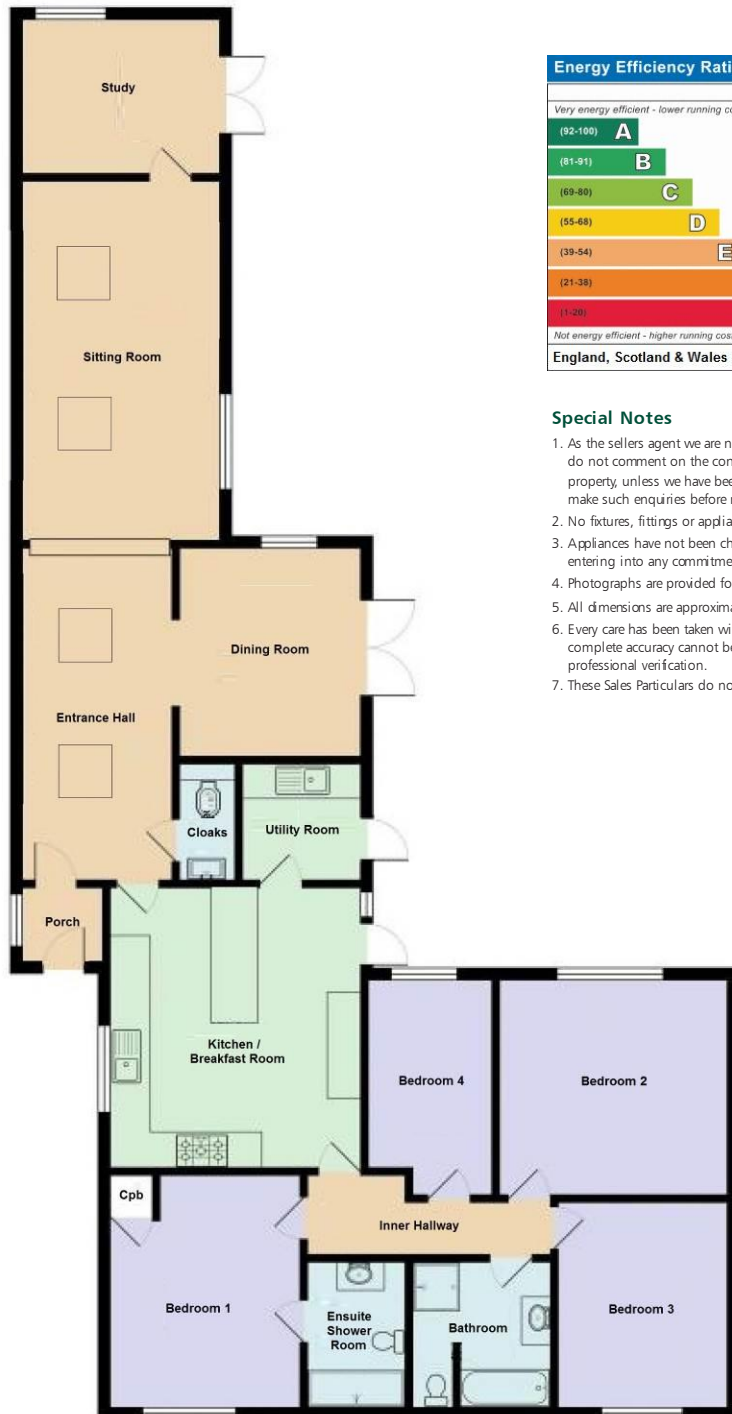 Study
Sitting Room
Dining Room
Entrance Hall
Cloaks
Utility Room
Porch
Kitchen /
Breakfast Room
Bedroom 4
Bedroom 2
Cpb
Inner Hallway
Bedroom 1
Ensuite
Shower
Room
Bathroom
Bedroom 3
Energy Efficiency Rati
Very energy efficient - lower running co
(92-100) A
(81-91) B
(69-80) C
(55-68) D
(39-54) E
(21-38)
(1-20)
Not energy efficient - higher running cos
England, Scotland & Wales
Special Notes
1. As the sellers agent we are n
do not comment on the con
property, unless we have bee
make such enquiries before
2. No fixtures, fittings or applia
3. Appliances have not been ch
entering into any commitme
4. Photographs are provided fo
5. All dimensions are approxima
6. Every care has been taken wi
complete accuracy cannot be
professional verification.
7. These Sales Particulars do no